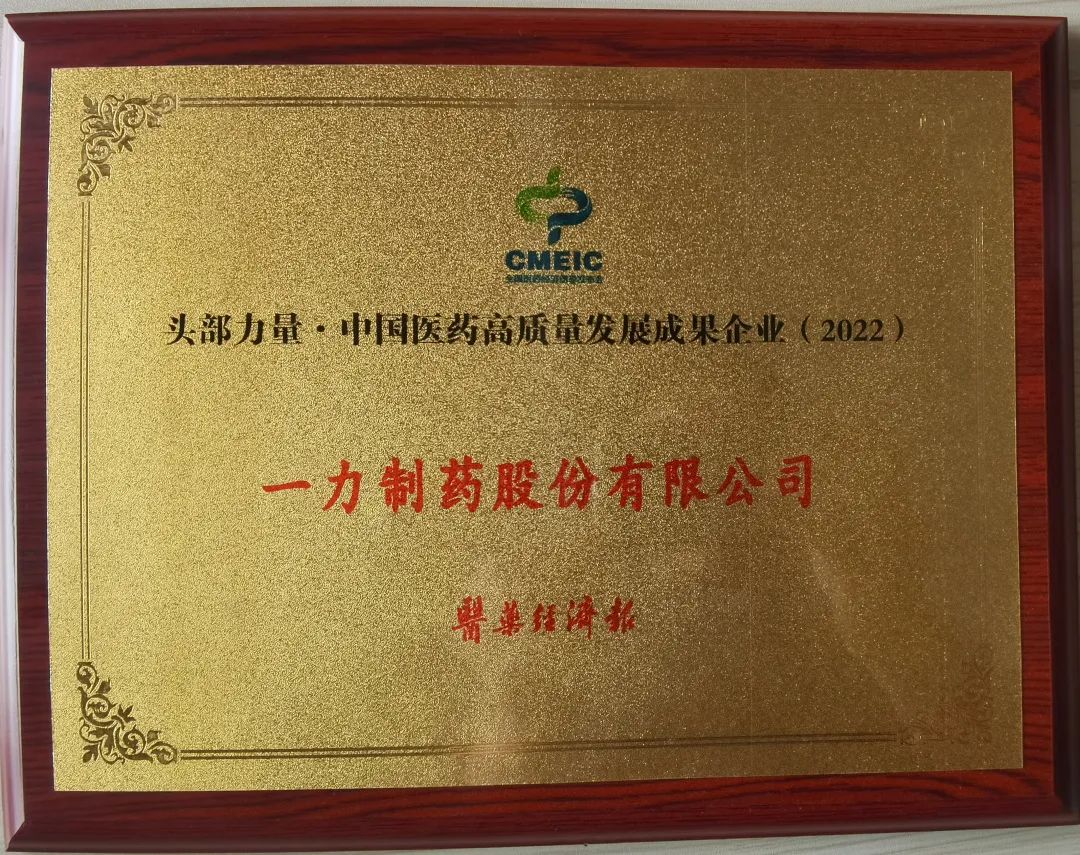 CMEIC
头部力量·中国医药高质量发展成果企业（2022）
一力制药股份有限公司
醫藥經濟報